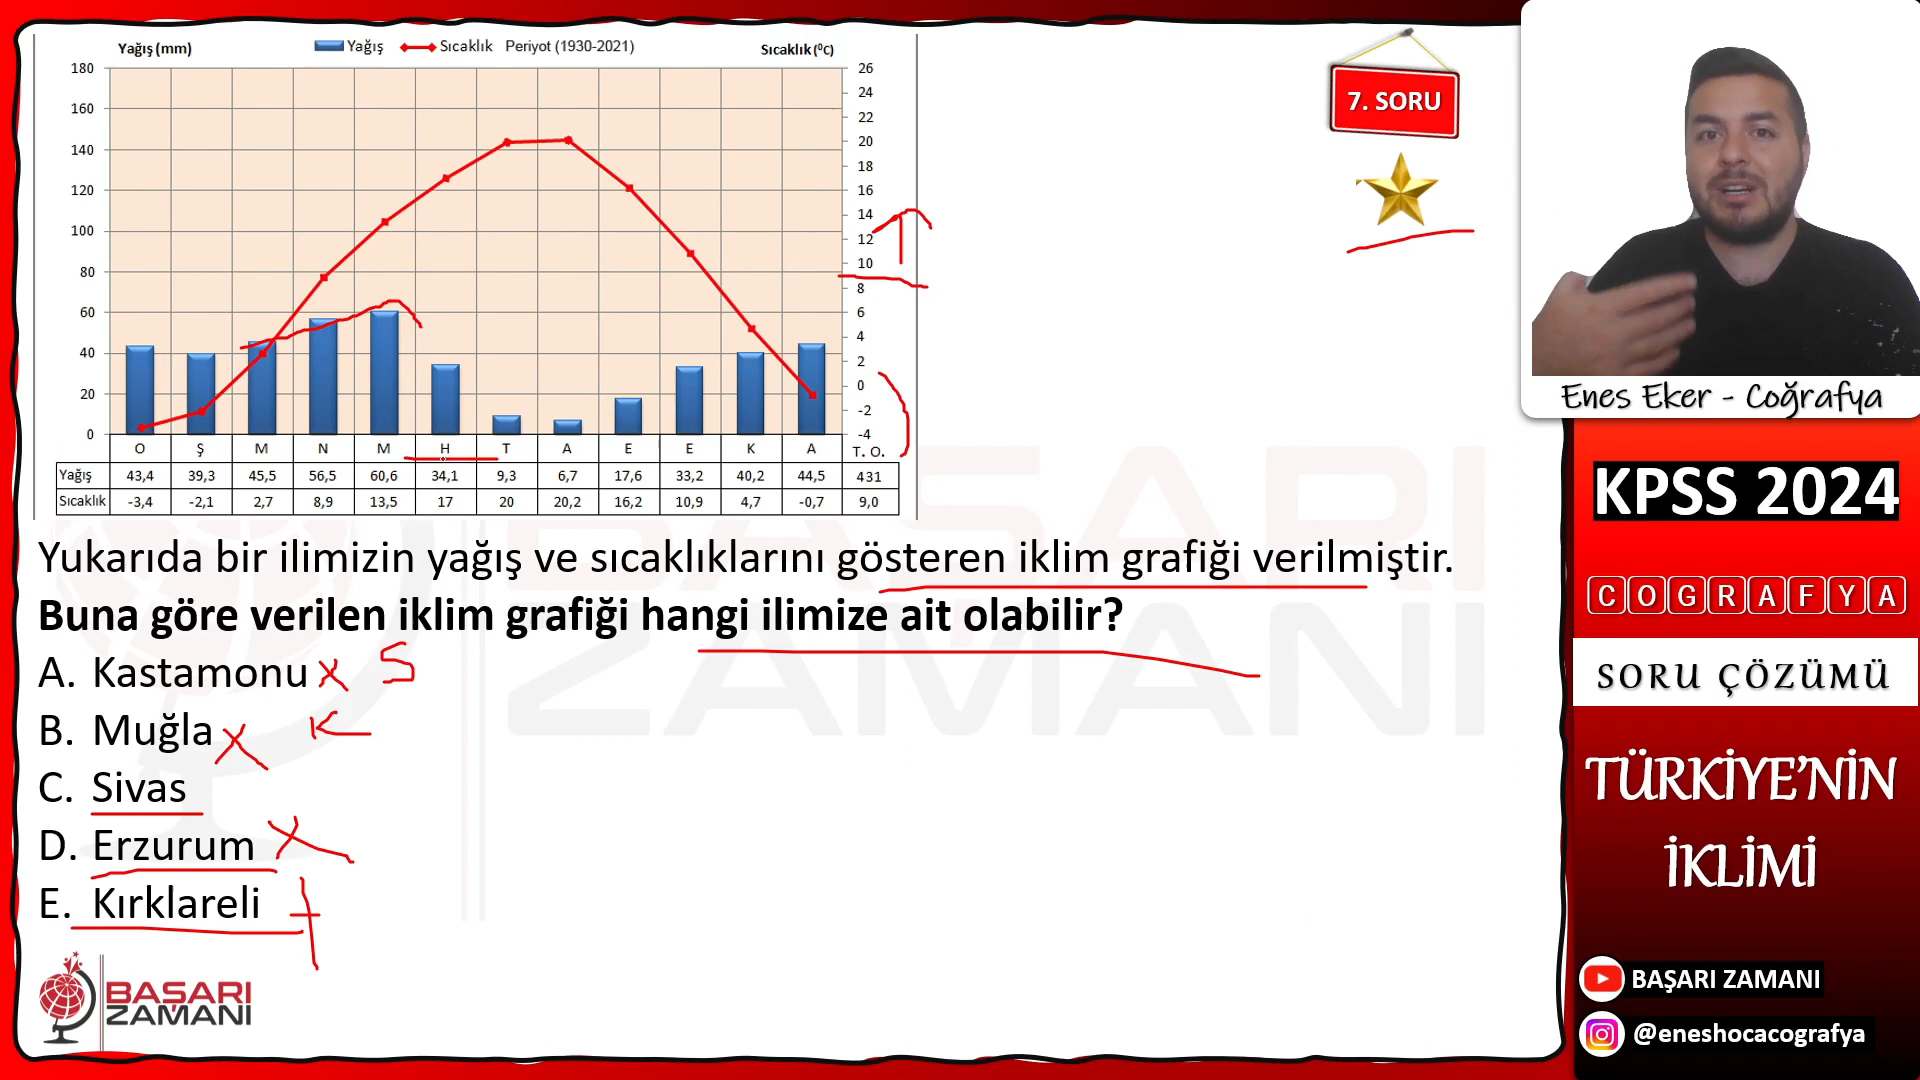 Yağış (mm)
Yağış Sıcaklık Periyot (1930-2021)
Sıcaklık (⁰C)
180 160 140 120 100 80 60 40 20 0
26 24 22 20 18 16 14 12 10 8 6 4 2 0 -2 -4
O Ş M N M H T A E E K A T. O.
Yağış 43,4 39,3 45,5 56,5 60,6 34,1 9,3 6,7 17,6 33,2 40,2 44,5 431
Sıcaklık -3,4 -2,1 2,7 8,9 13,5 17 20 20,2 16,2 10,9 4,7 -0,7 9,0
7. SORU
Yukarıda bir ilimizin yağış ve sıcaklıklarını gösteren iklim grafiği verilmiştir.
Buna göre verilen iklim grafiği hangi ilimize ait olabilir?
A. Kastamonu x S
B. Muğla x K
C. Sivas
D. Erzurum x
E. Kırklareli
BAŞARI
ZAMANI
BAŞARI
ZAMANI
Enes Eker - Coğrafya
KPSS 2024
COĞRAFYA
SORU ÇÖZÜMÜ
TÜRKİYE'NİN
İKLİMİ
BAŞARI ZAMANI
@eneshocacografya